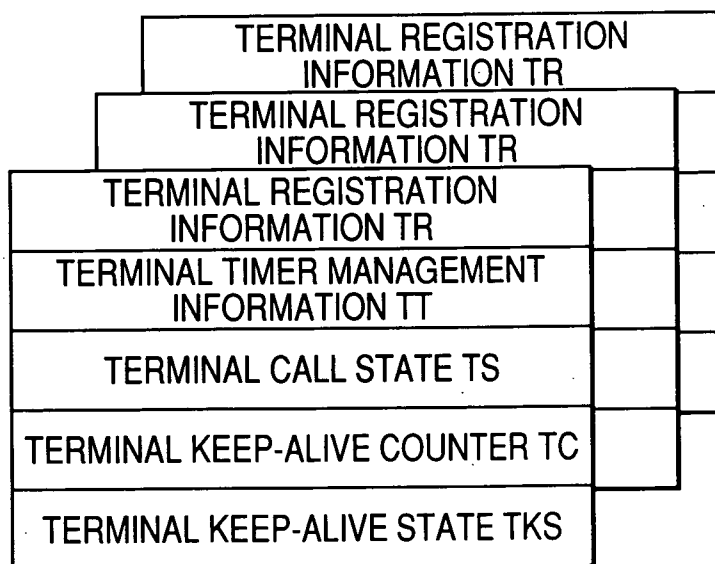 TERMINAL REGISTRATION
INFORMATION TR
TERMINAL REGISTRATION
INFORMATION TR
TERMINAL REGISTRATION
INFORMATION TR
TERMINAL TIMER MANAGEMENT
INFORMATION TT
TERMINAL CALL STATE TS
TERMINAL KEEP-ALIVE COUNTER TC
TERMINAL KEEP-ALIVE STATE TKS